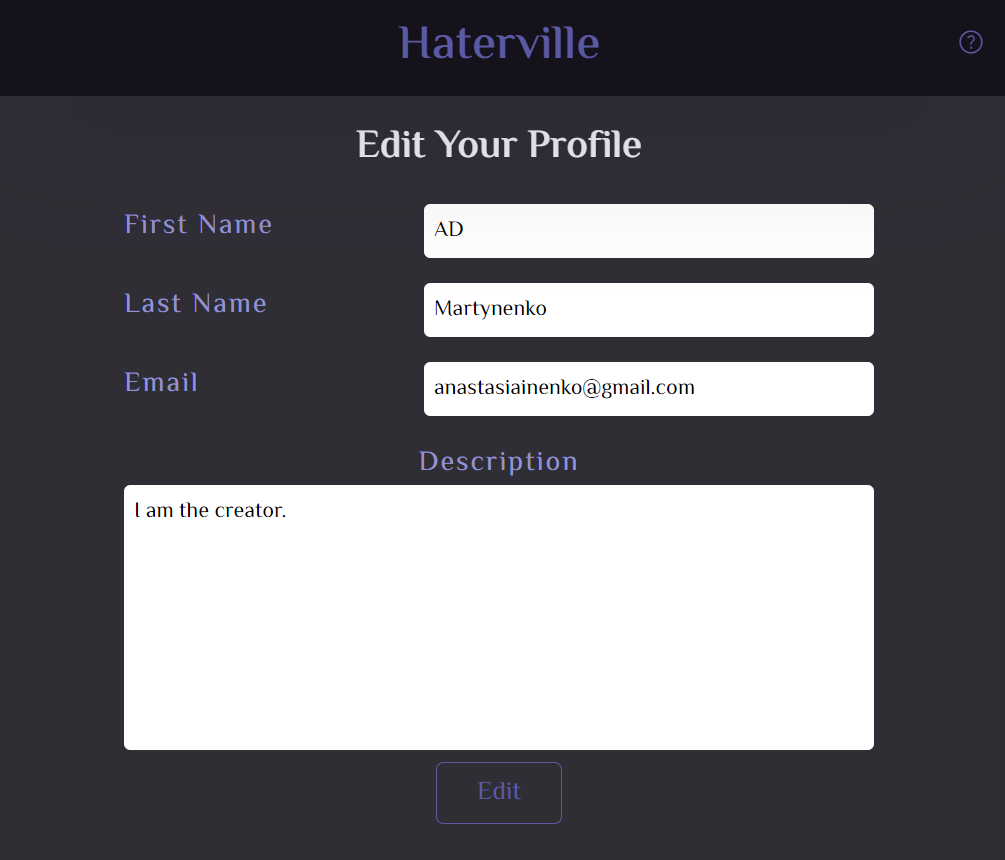 Haterville
?
Edit Your Profile
First Name
AD
Last Name
Martynenko
Email
anastasiainenko@gmail.com
Description
I am the creator.
Edit